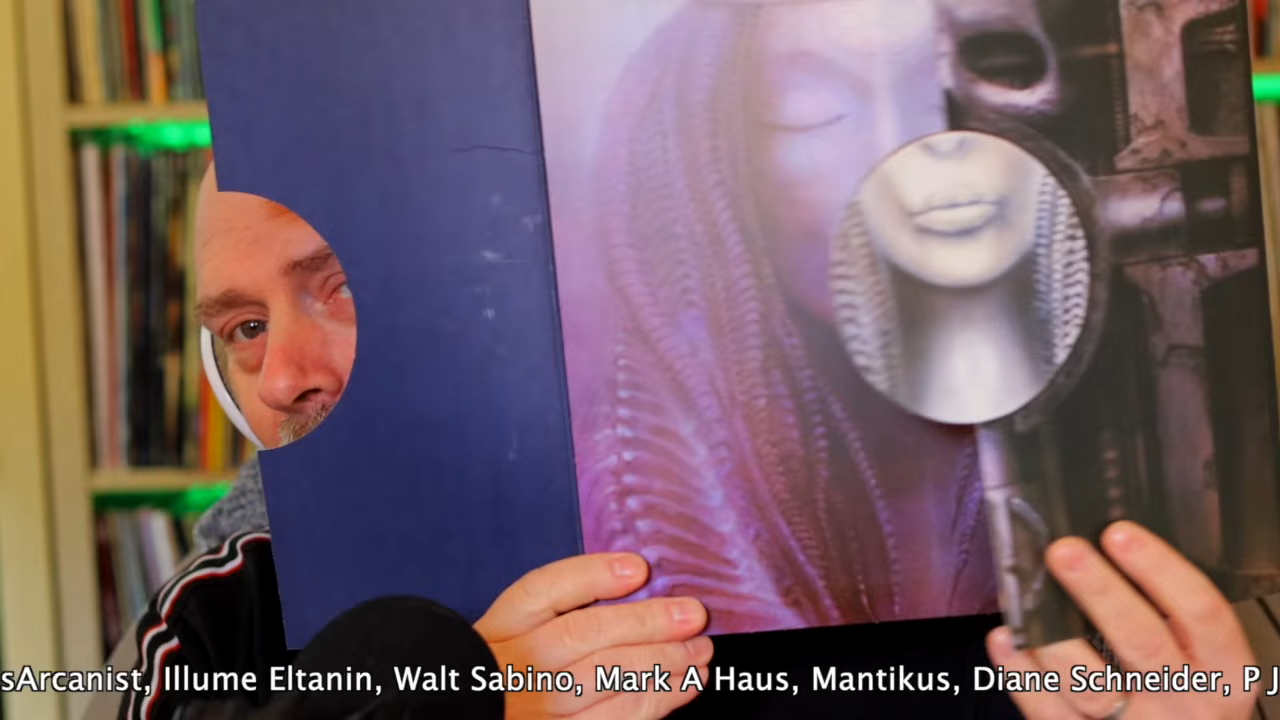 sArcanist, Illume Eltanin, Walt Sabino, Mark A Haus, Mantikus, Diane Schneider, P J